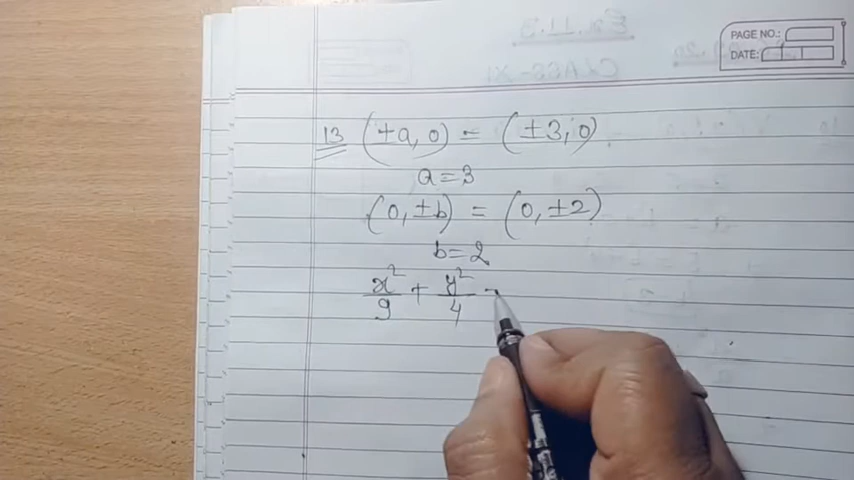 PAGE NO.:
DATE:
13 (±a, 0) = (±3, 0)
a = 3
(0, ±b) = (0, ±2)
b = 2
x²/9 + y²/4 -